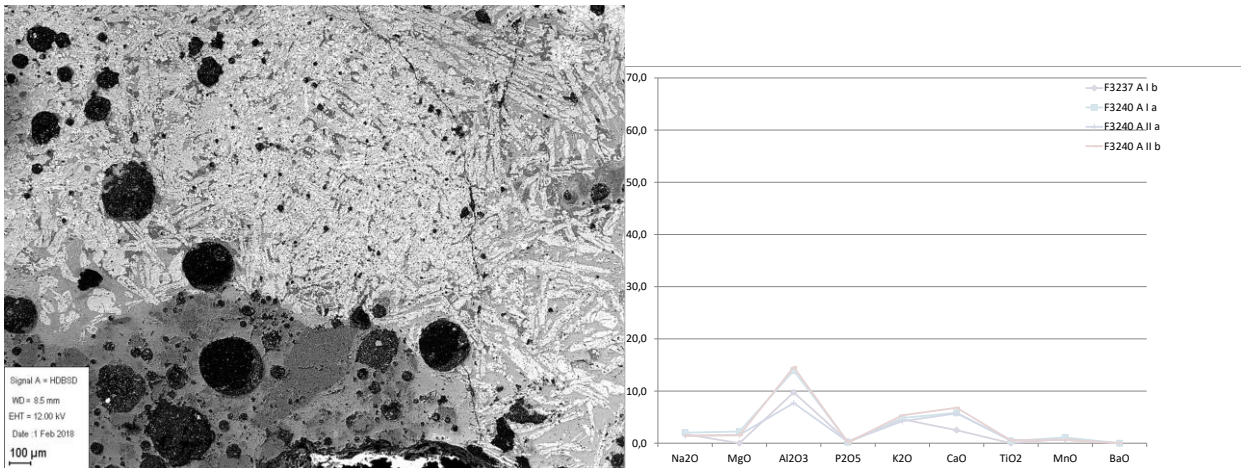 Signal A = HDBSD
WD = 8.5 mm
EHT = 12.00 kV
Date :1 Feb 2018
100 µm
70,0
60,0
50,0
40,0
30,0
20,0
10,0
0,0
Na2O MgO Al2O3 P2O5 K2O CaO TiO2 MnO BaO
F3237 A I b
F3240 A I a
F3240 A II a
F3240 A II b